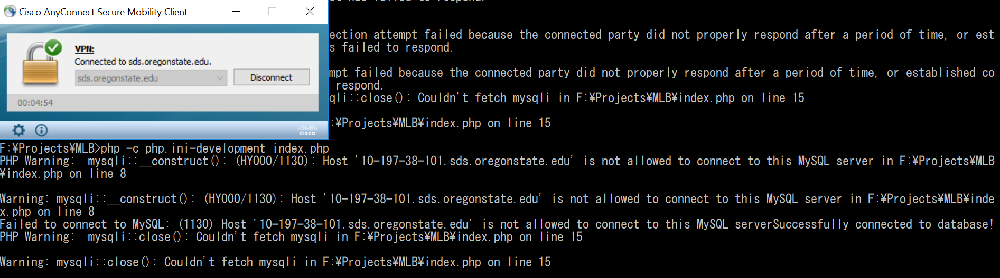 Cisco AnyConnect Secure Mobility Client
VPN:
Connected to sds.oregonstate.edu.
sds.oregonstate.edu
Disconnect
00:04:54
cisco
has failed to respond.
ection attempt failed because the connected party did not properly respond after a period of time, or est
s failed to respond.
mpt failed because the connected party did not properly respond after a period of time, or established co
respond.
qli::close(): Couldn't fetch mysqli in F:¥Projects¥MLB¥index.php on line 15
:¥Projects¥MLB¥index.php on line 15
F:¥Projects¥MLB>php -c php.ini-development index.php
PHP Warning:  mysqli::__construct(): (HY000/1130): Host '10-197-38-101.sds.oregonstate.edu' is not allowed to connect to this MySQL server in F:¥Projects¥MLB
¥index.php on line 8
Warning: mysqli::__construct(): (HY000/1130): Host '10-197-38-101.sds.oregonstate.edu' is not allowed to connect to this MySQL server in F:¥Projects¥MLB¥inde
x.php on line 8
Failed to connect to MySQL: (1130) Host '10-197-38-101.sds.oregonstate.edu' is not allowed to connect to this MySQL serverSuccessfully connected to database!
PHP Warning:  mysqli::close(): Couldn't fetch mysqli in F:¥Projects¥MLB¥index.php on line 15
Warning: mysqli::close(): Couldn't fetch mysqli in F:¥Projects¥MLB¥index.php on line 15